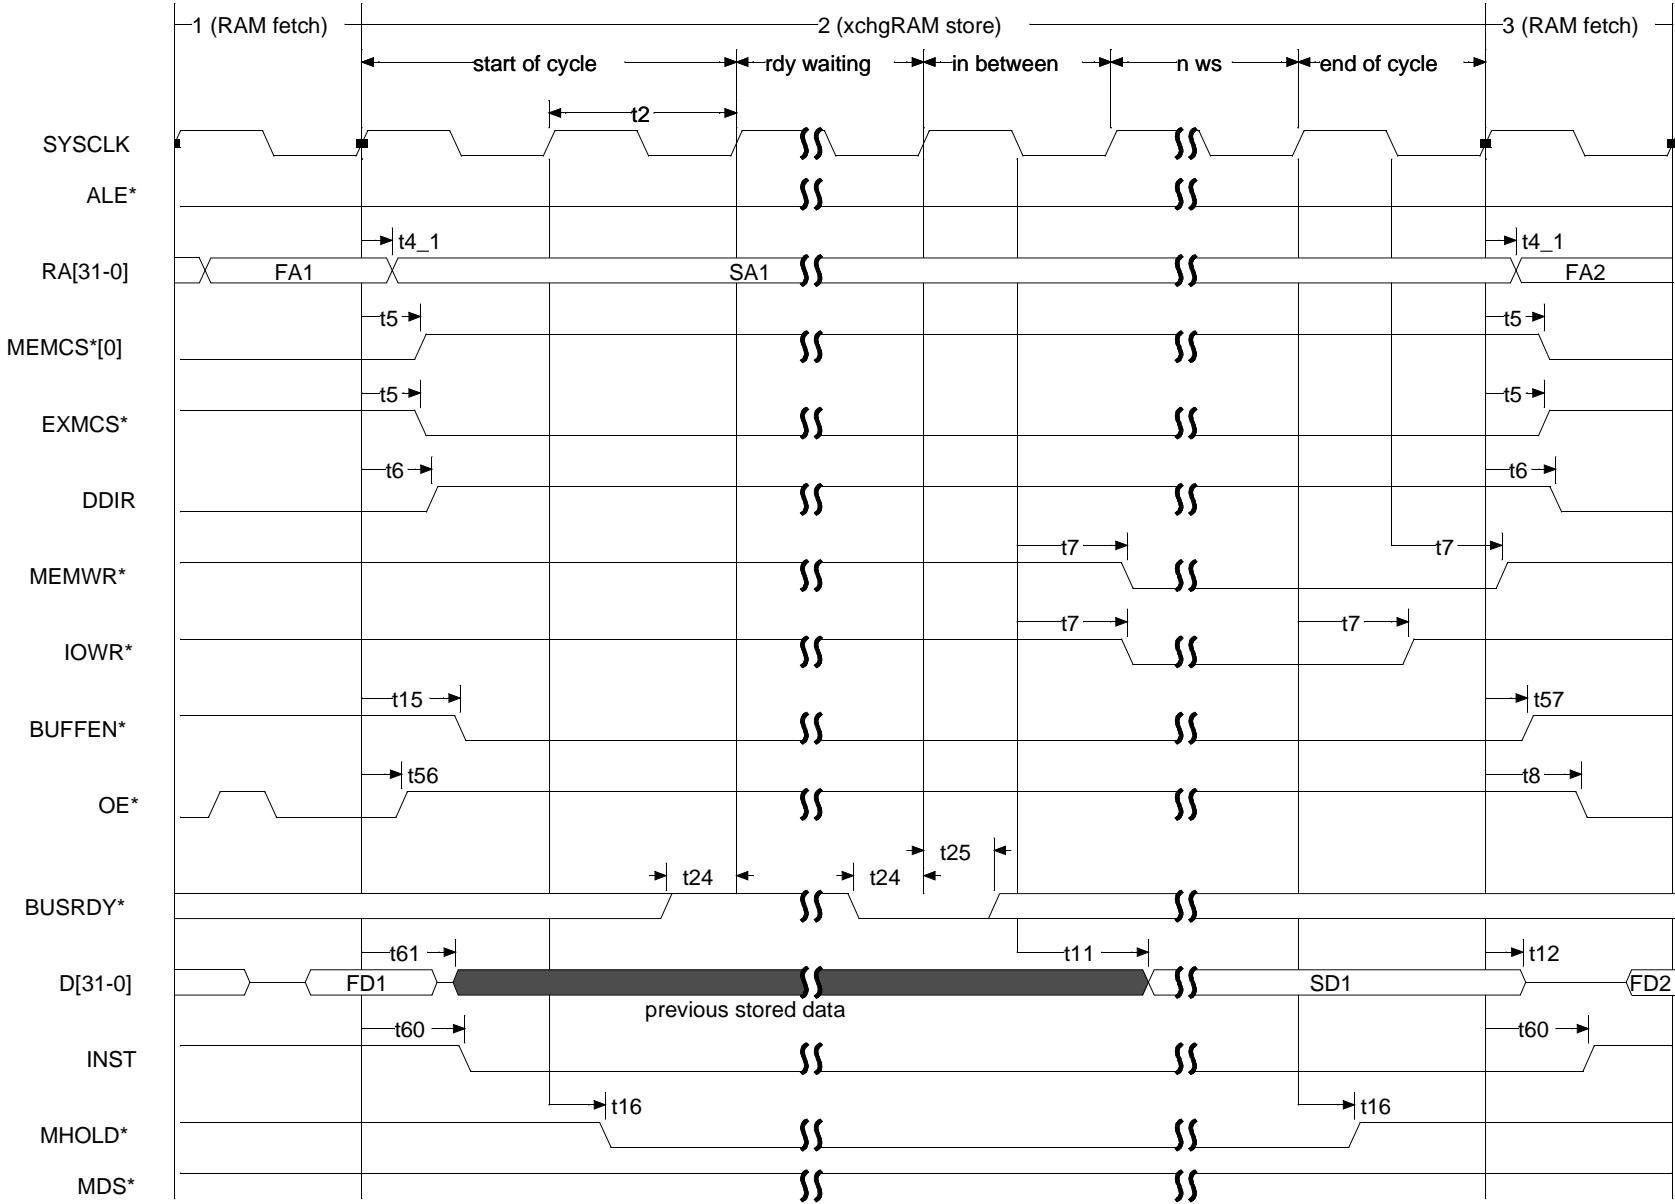 1 (RAM fetch) 2 (xchgRAM store) 3 (RAM fetch)
start of cycle rdy waiting in between n ws end of cycle
t2
SYSCLK
ALE*
t4_1 t4_1
RA[31-0] FA1 SA1 FA2
t5 t5
MEMCS*[0]
t5 t5
EXMCS*
t6 t6
DDIR
t7 t7
MEMWR*
t7 t7
IOWR*
t15 t57
BUFFEN*
t56 t8
OE*
t25
t24 t24
BUSRDY*
t61 t11 t12
D[31-0] FD1 SD1 FD2
previous stored data
t60 t60
INST
t16 t16
MHOLD*
MDS*